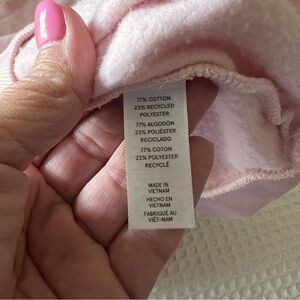 77% COTTON
23% RECYCLED
POLYESTER
77% ALGODÓN
23% POLIÉSTER
RECICLADO
77% COTON
23% POLYESTER
RECYCLÉ
MADE IN
VIETNAM
HECHO EN
VIETNAM
FABRIQUÉ AU
VIÊT-NAM